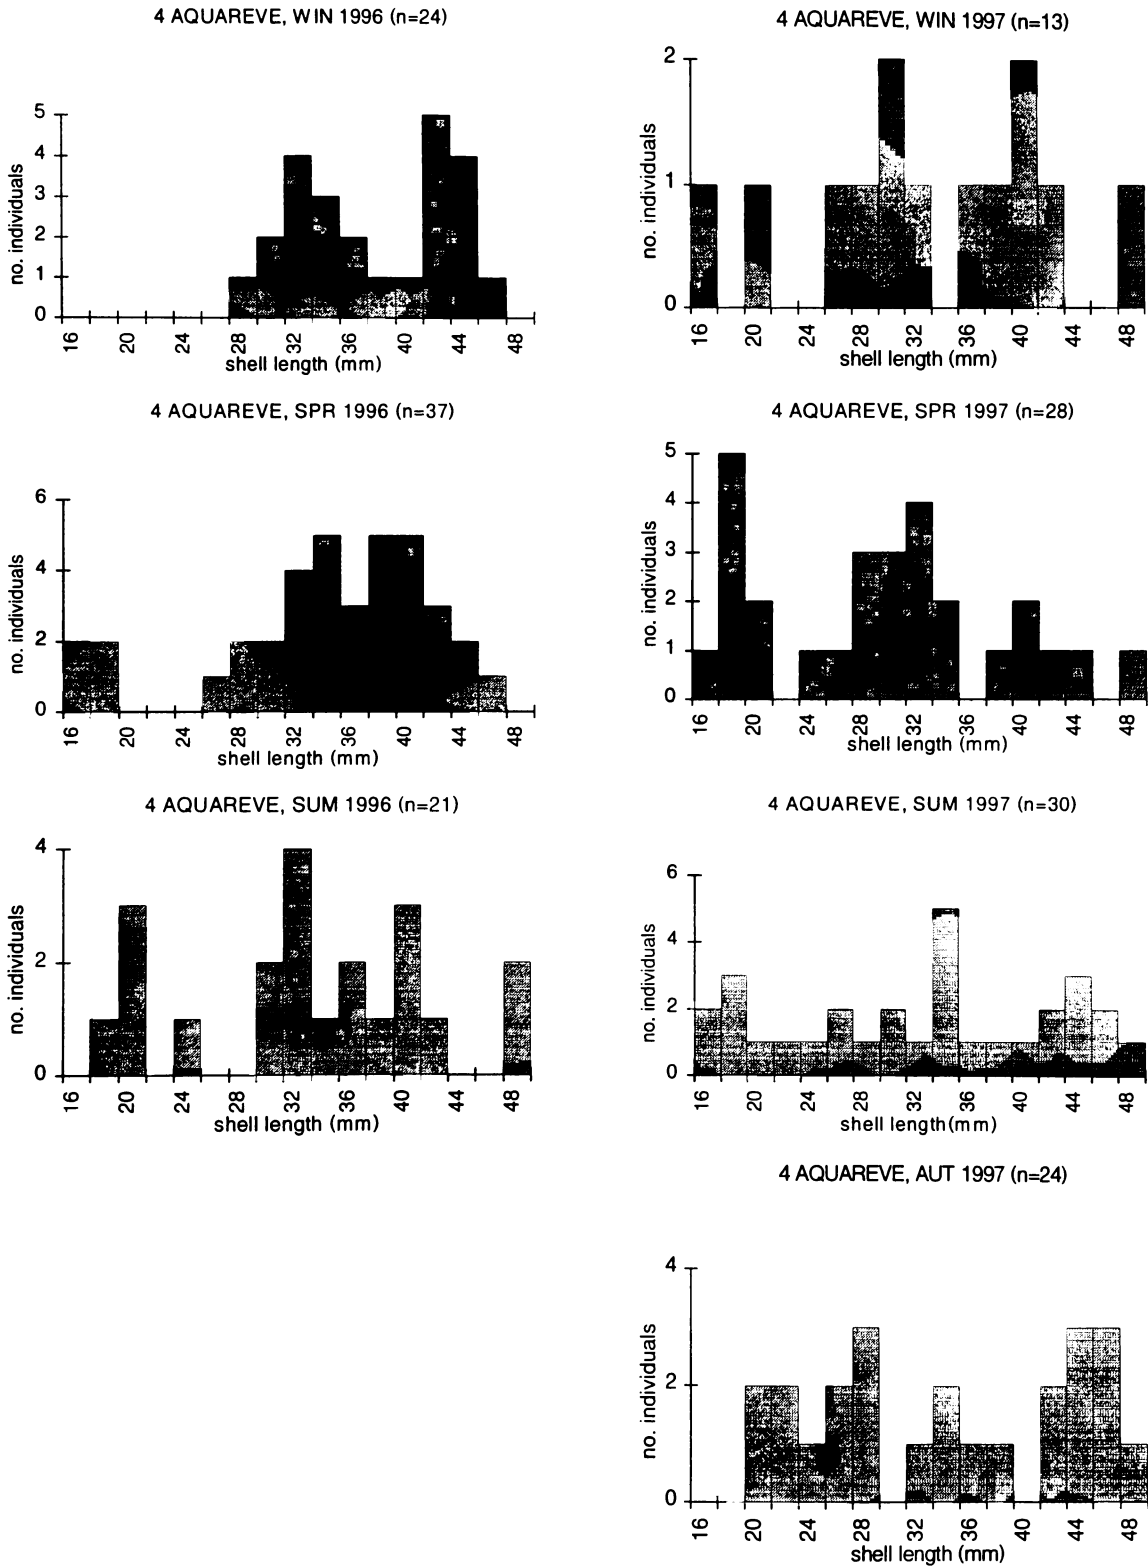 4 AQUAREVE, WIN 1996 (n=24)
no. individuals
5
4
3
2
1
0
16 20 24 28 32 36 40 44 48
shell length (mm)
4 AQUAREVE, WIN 1997 (n=13)
no. individuals
2
1
0
16 20 24 28 32 36 40 44 48
shell length (mm)
4 AQUAREVE, SPR 1996 (n=37)
no. individuals
6
4
2
0
16 20 24 28 32 36 40 44 48
shell length (mm)
4 AQUAREVE, SPR 1997 (n=28)
no. individuals
5
4
3
2
1
0
16 20 24 28 32 36 40 44 48
shell length (mm)
4 AQUAREVE, SUM 1996 (n=21)
no. individuals
4
2
0
16 20 24 28 32 36 40 44 48
shell length (mm)
4 AQUAREVE, SUM 1997 (n=30)
no. individuals
6
4
2
0
16 20 24 28 32 36 40 44 48
shell length(mm)
4 AQUAREVE, AUT 1997 (n=24)
no. individuals
4
2
0
16 20 24 28 32 36 40 44 48
shell length (mm)